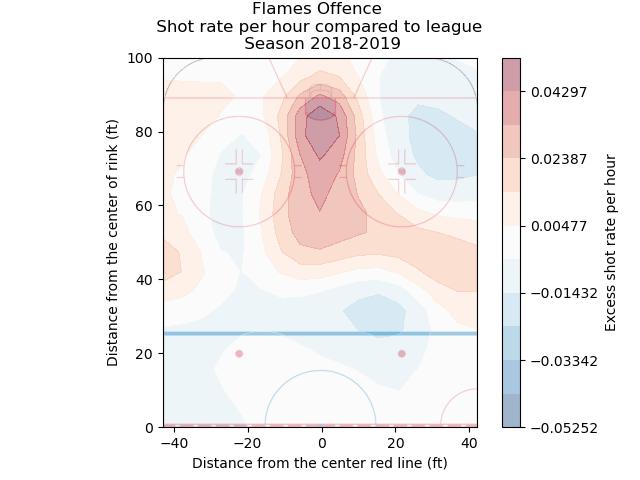 Flames Offence
Shot rate per hour compared to league
Season 2018-2019
100
80
60
40
20
0
−40
−20
0
20
40
Distance from the center red line (ft)
Distance from the center of rink (ft)
0.04297
0.02387
0.00477
−0.01432
−0.03342
−0.05252
Excess shot rate per hour